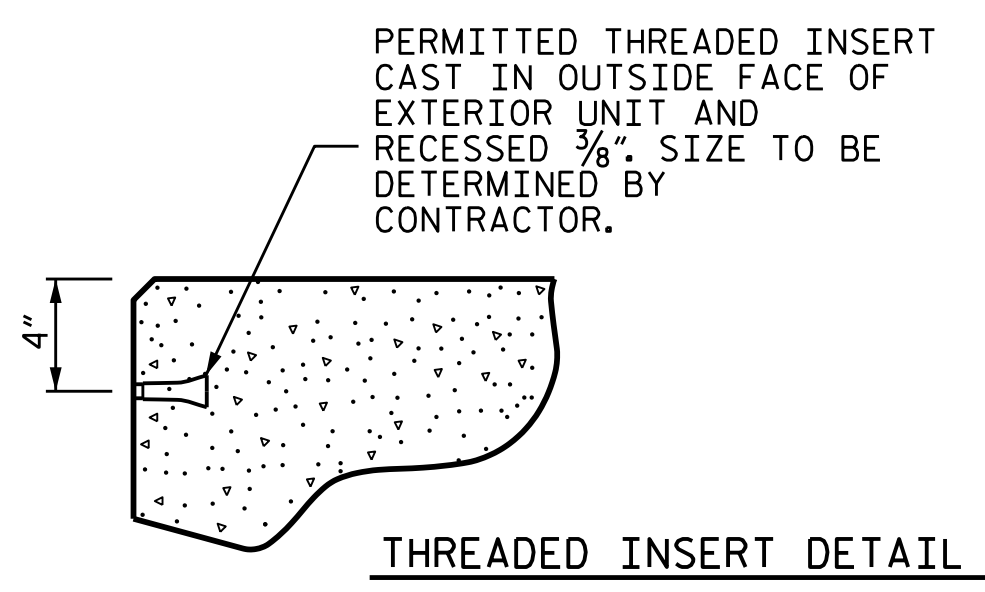 PERMITTED THREADED INSERT
CAST IN OUTSIDE FACE OF
EXTERIOR UNIT AND
RECESSED 3/8". SIZE TO BE
DETERMINED BY
CONTRACTOR.
4"
THREADED INSERT DETAIL